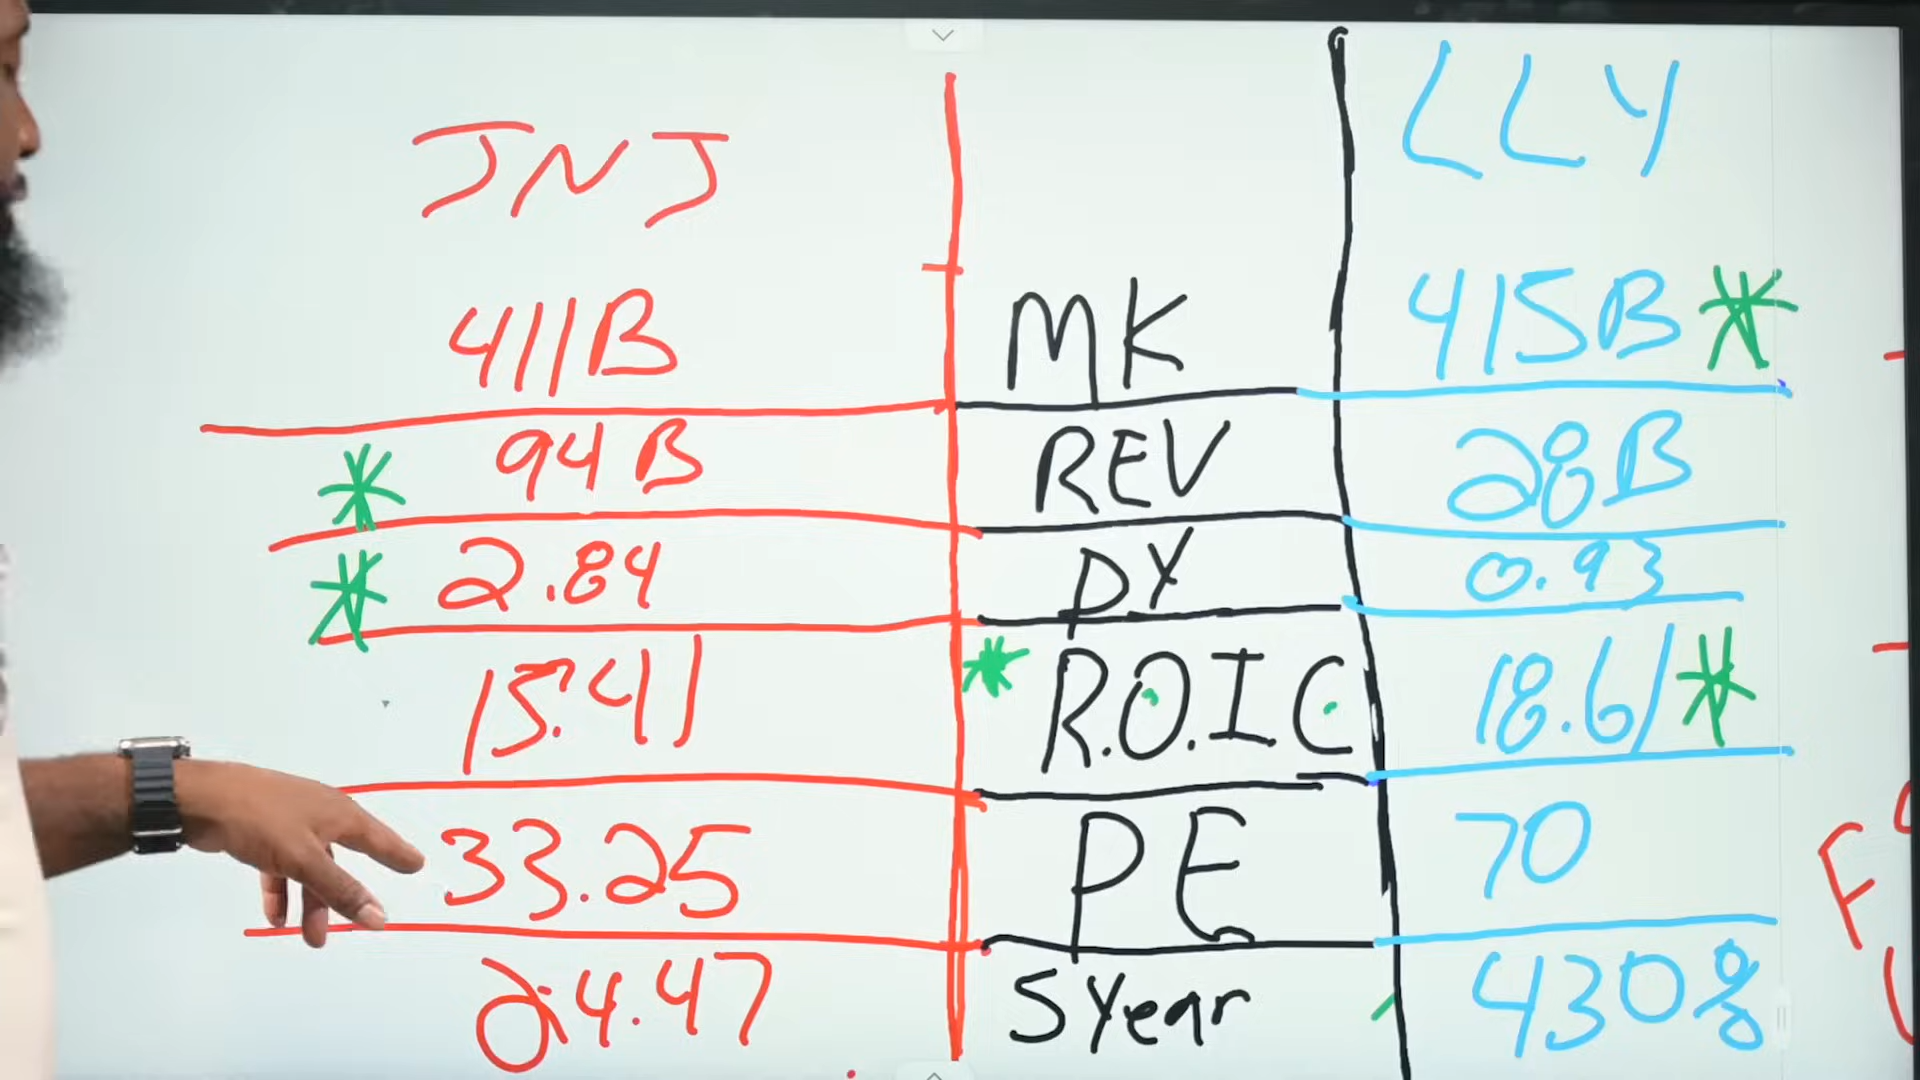 JNJ LLY
411B MK 415B *
* 94B REV 28B
* 2.84 DY 0.93
15.41 * R.O.I.C 18.61 *
33.25 PE 70
24.47 5 Year 430%